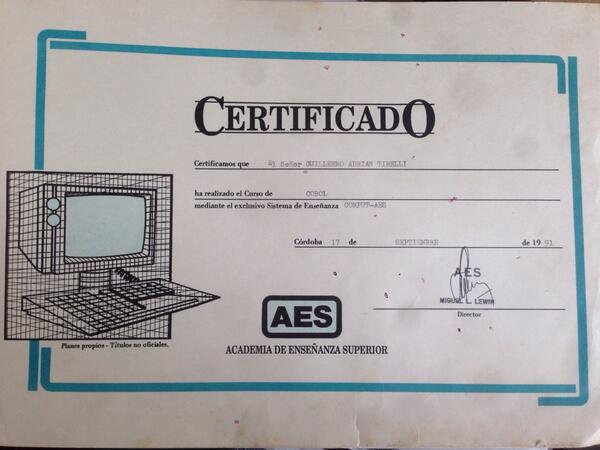 CERTIFICADO
Certificamos que el Señor GUILLERMO ADRIAN TIRELLI
ha realizado el Curso de COBOL
mediante el exclusivo Sistema de Enseñanza COMPUT-AES
Córdoba 17 de SEPTIEMBRE de 19 91
AES
MIGUEL L. LEWIN
Director
AES
Planes propios - Títulos no oficiales.
ACADEMIA DE ENSEÑANZA SUPERIOR